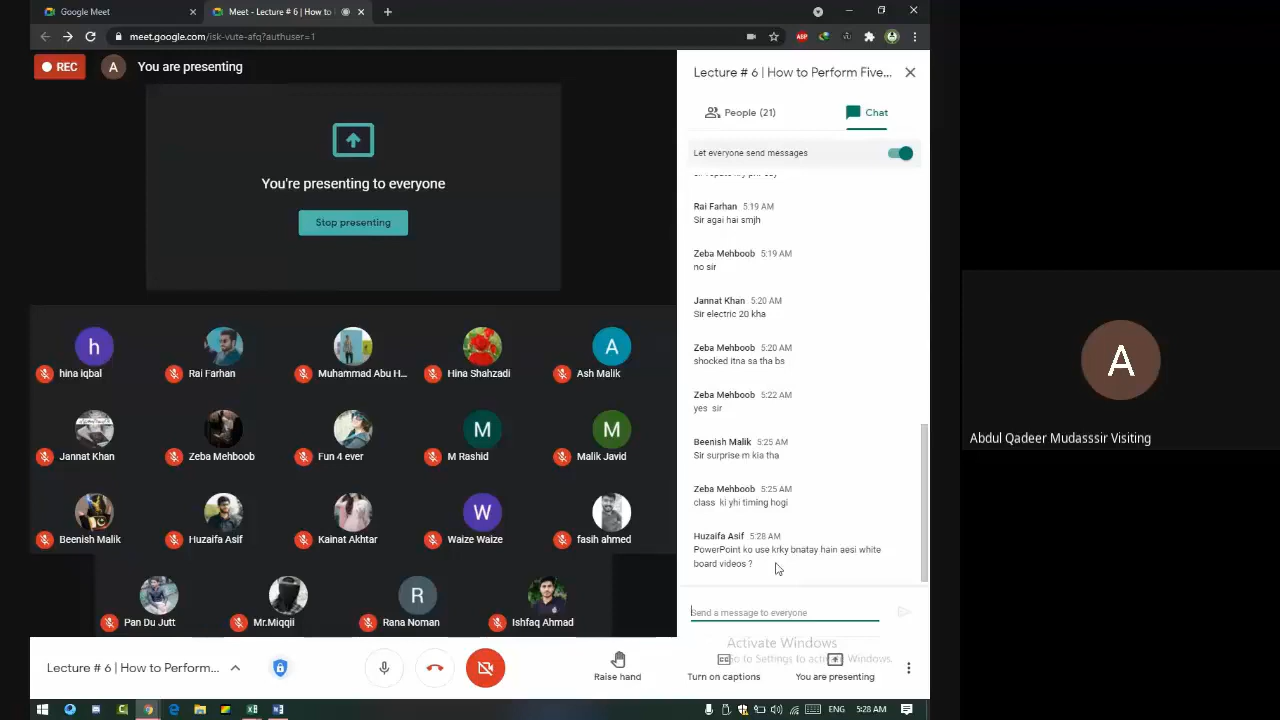 Google Meet
Meet - Lecture # 6 | How to
meet.google.com/isk-vute-afq?authuser=1
ABP
REC
A
You are presenting
You're presenting to everyone
Stop presenting
Lecture # 6 | How to Perform Five...
People (21)
Chat
Let everyone send messages
Rai Farhan 5:19 AM
Sir agai hai smjh
Zeba Mehboob 5:19 AM
no sir
Jannat Khan 5:20 AM
Sir electric 20 kha
Zeba Mehboob 5:20 AM
shocked itna sa tha bs
Zeba Mehboob 5:22 AM
yes sir
Beenish Malik 5:25 AM
Sir surprise m kia tha
Zeba Mehboob 5:25 AM
class ki yhi timing hogi
Huzaifa Asif 5:28 AM
PowerPoint ko use krky bnatay hain aesi white
board videos ?
Send a message to everyone
h
A
hina iqbal
Rai Farhan
Muhammad Abu H...
Hina Shahzadi
Ash Malik
M
M
Jannat Khan
Zeba Mehboob
Fun 4 ever
M Rashid
Malik Javid
W
Beenish Malik
Huzaifa Asif
Kainat Akhtar
Waize Waize
fasih ahmed
R
Pan Du Jutt
Mr.Miqqii
Rana Noman
Ishfaq Ahmad
Activate Windows
Go to Settings to activate Windows.
Lecture # 6 | How to Perform...
Raise hand
Turn on captions
You are presenting
ENG
5:28 AM
A
Abdul Qadeer Mudasssir Visiting